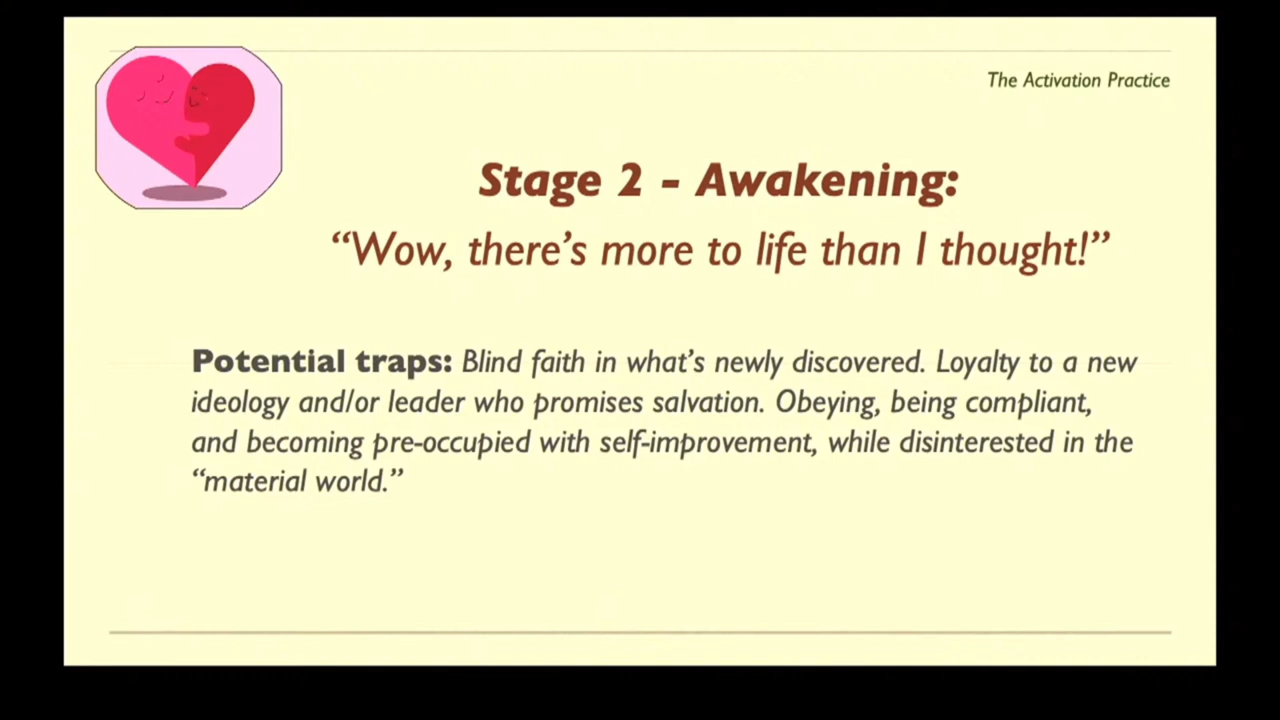 The Activation Practice
Stage 2 - Awakening:
“Wow, there’s more to life than I thought!”
Potential traps: Blind faith in what’s newly discovered. Loyalty to a new
ideology and/or leader who promises salvation. Obeying, being compliant,
and becoming pre-occupied with self-improvement, while disinterested in the
“material world.”